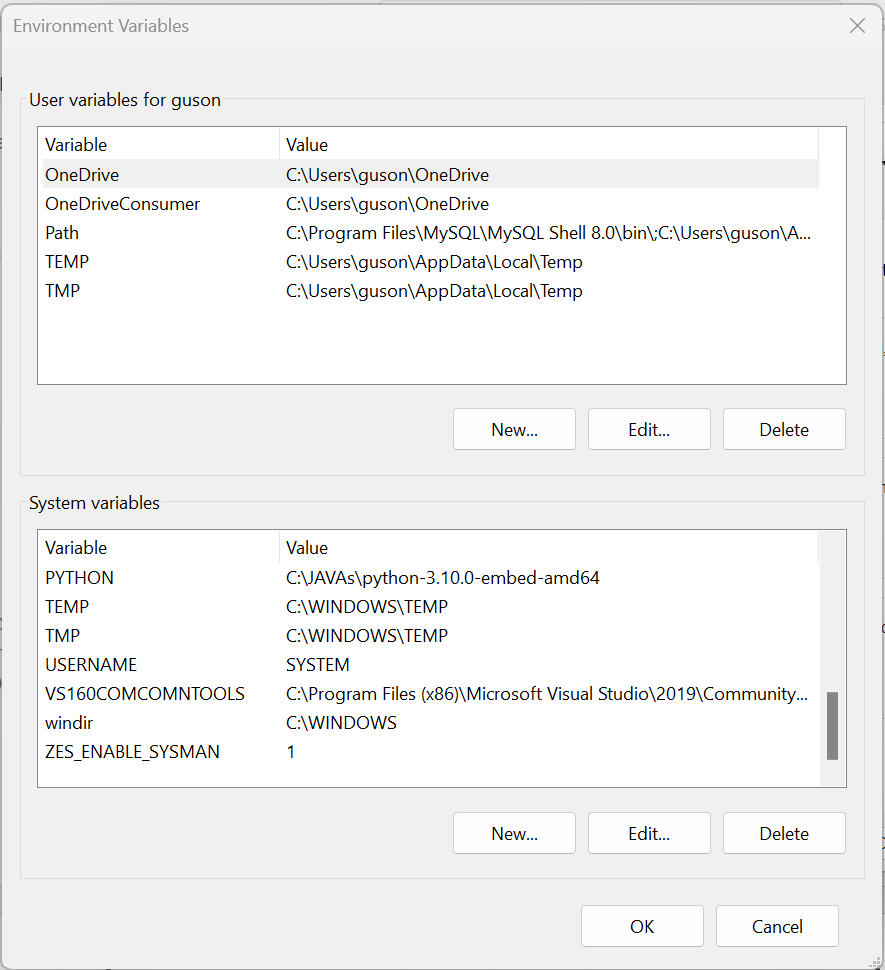 Environment Variables
User variables for guson
Variable Value
OneDrive C:\Users\guson\OneDrive
OneDriveConsumer C:\Users\guson\OneDrive
Path C:\Program Files\MySQL\MySQL Shell 8.0\bin\;C:\Users\guson\A...
TEMP C:\Users\guson\AppData\Local\Temp
TMP C:\Users\guson\AppData\Local\Temp
New... Edit... Delete
System variables
Variable Value
PYTHON C:\JAVAs\python-3.10.0-embed-amd64
TEMP C:\WINDOWS\TEMP
TMP C:\WINDOWS\TEMP
USERNAME SYSTEM
VS160COMCOMNTOOLS C:\Program Files (x86)\Microsoft Visual Studio\2019\Community...
windir C:\WINDOWS
ZES_ENABLE_SYSMAN 1
New... Edit... Delete
OK Cancel